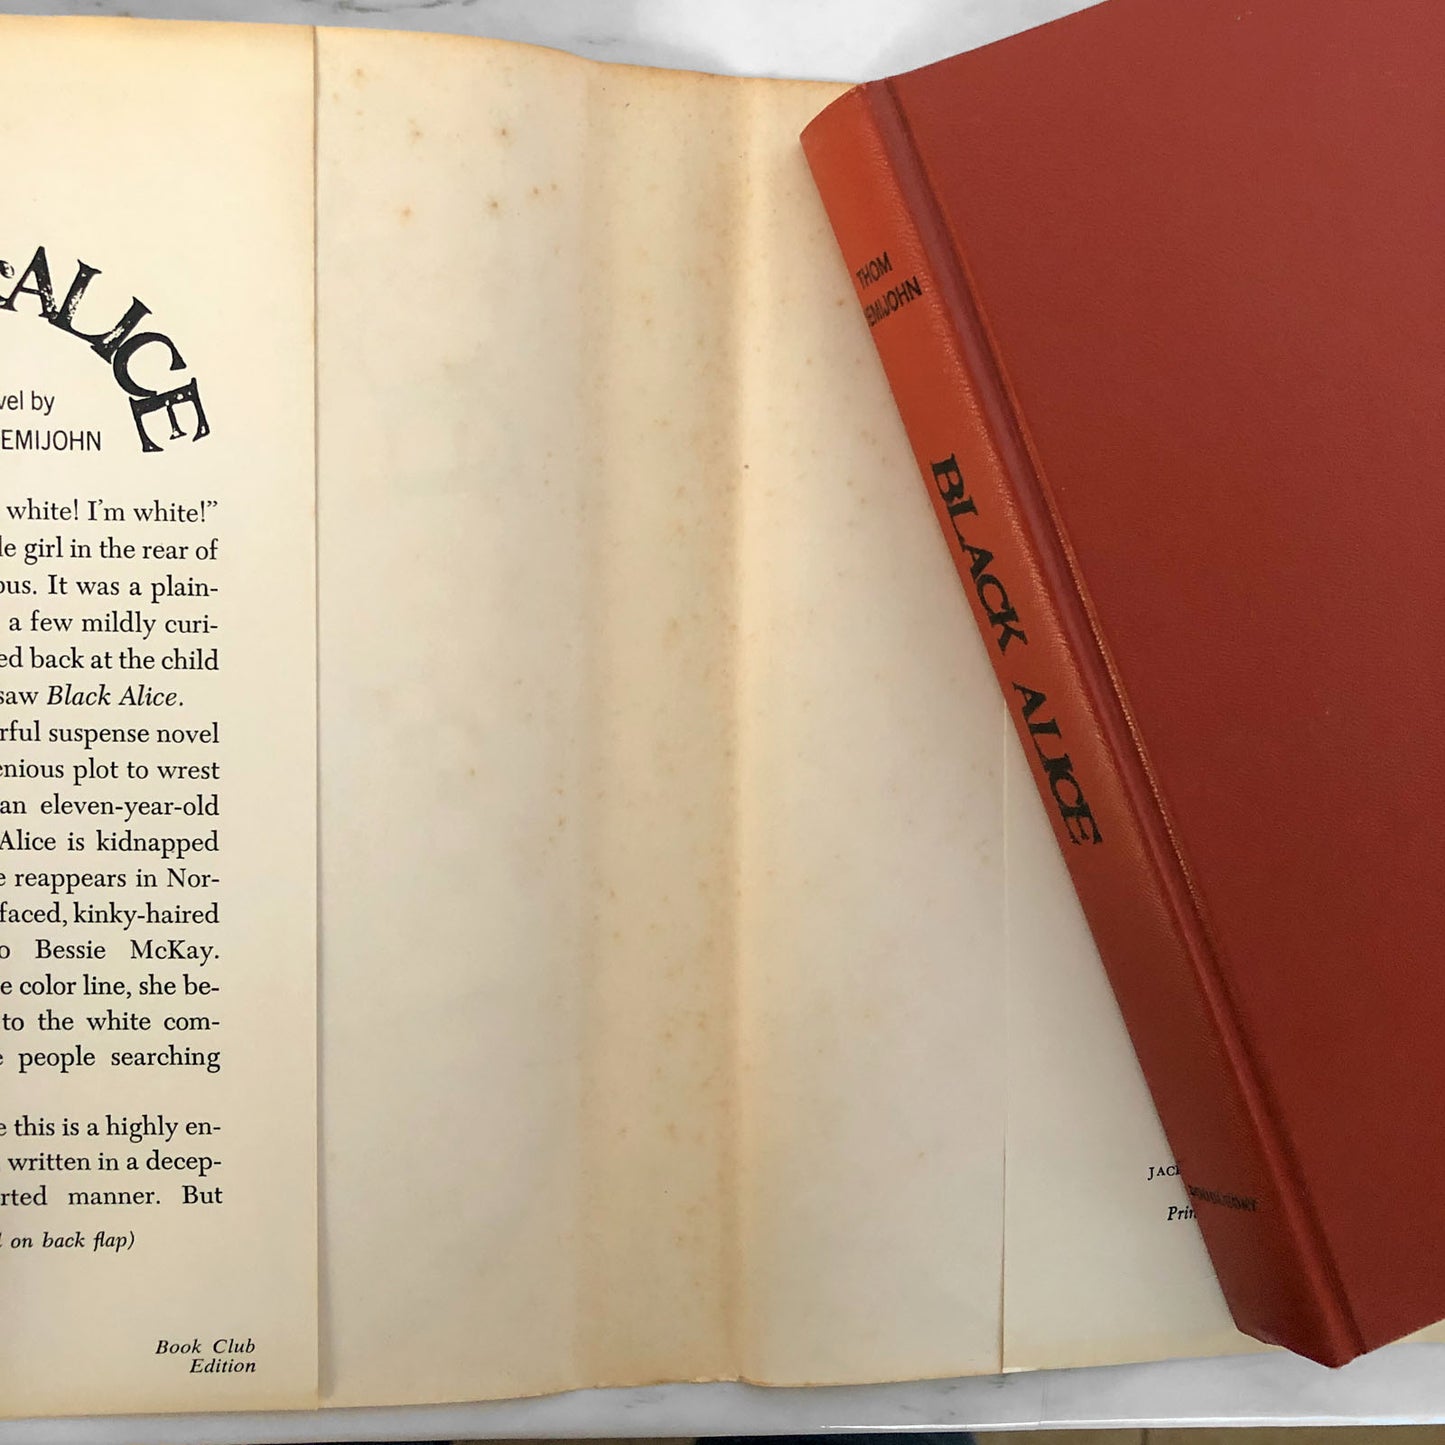 ALICE
vel by
EMIJOHN
white! I'm white!”
le girl in the rear of
ous. It was a plain-
a few mildly curi-
ed back at the child
saw Black Alice.
rful suspense novel
enious plot to wrest
an eleven-year-old
Alice is kidnapped
e reappears in Nor-
faced, kinky-haired
o Bessie McKay.
e color line, she be-
to the white com-
e people searching
e this is a highly en-
written in a decep-
rted manner. But
on back flap)
Book Club
Edition
THOM
EMIJOHN
BLACK ALICE
JAC
Prin
DOUBLEDAY